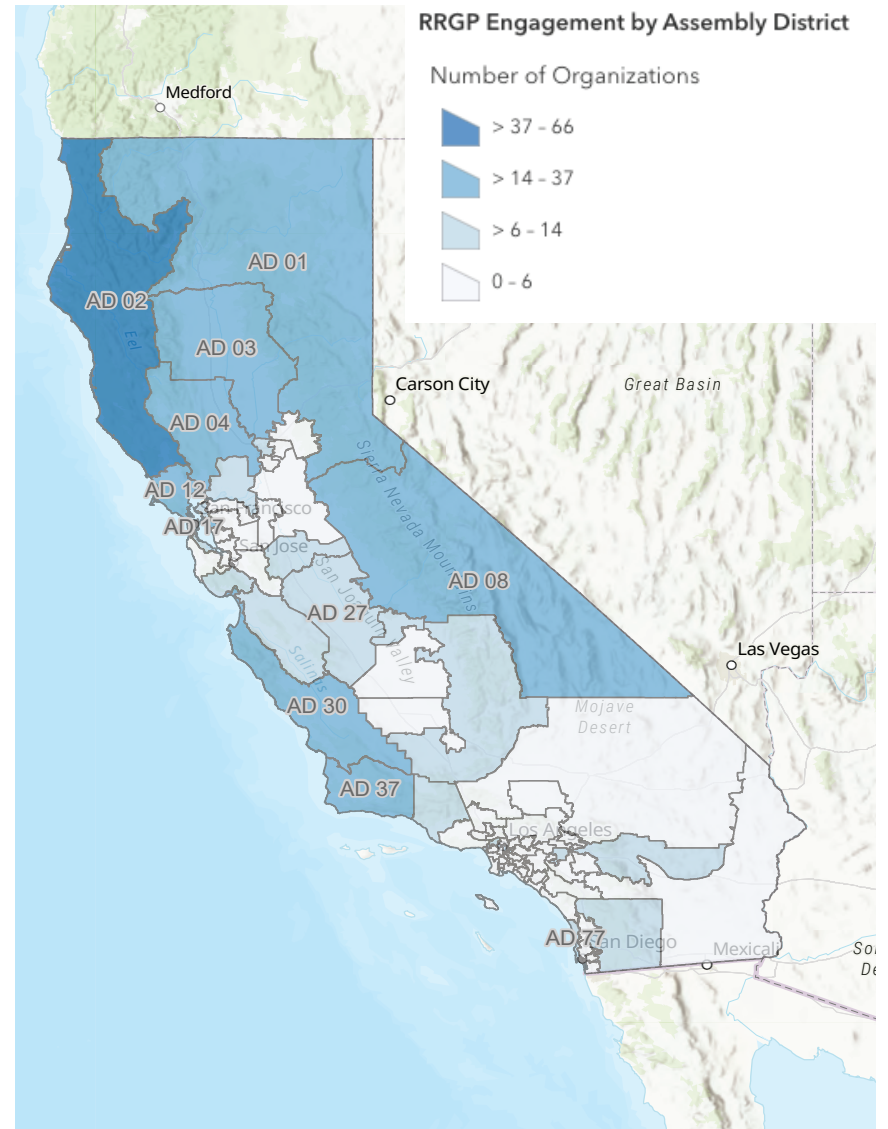 RRGP Engagement by Assembly District
Number of Organizations
> 37 - 66
> 14 - 37
> 6 - 14
0 - 6
Medford
AD 01
AD 02
Eel
AD 03
Carson City
Great Basin
AD 04
Sierra Nevada Mountains
AD 12
San Francisco
AD 17
San Jose
San Joaquin Valley
AD 08
AD 27
Las Vegas
Salinas
AD 30
Mojave
Desert
AD 37
Los Angeles
AD 77
San Diego
Mexicali
So
De